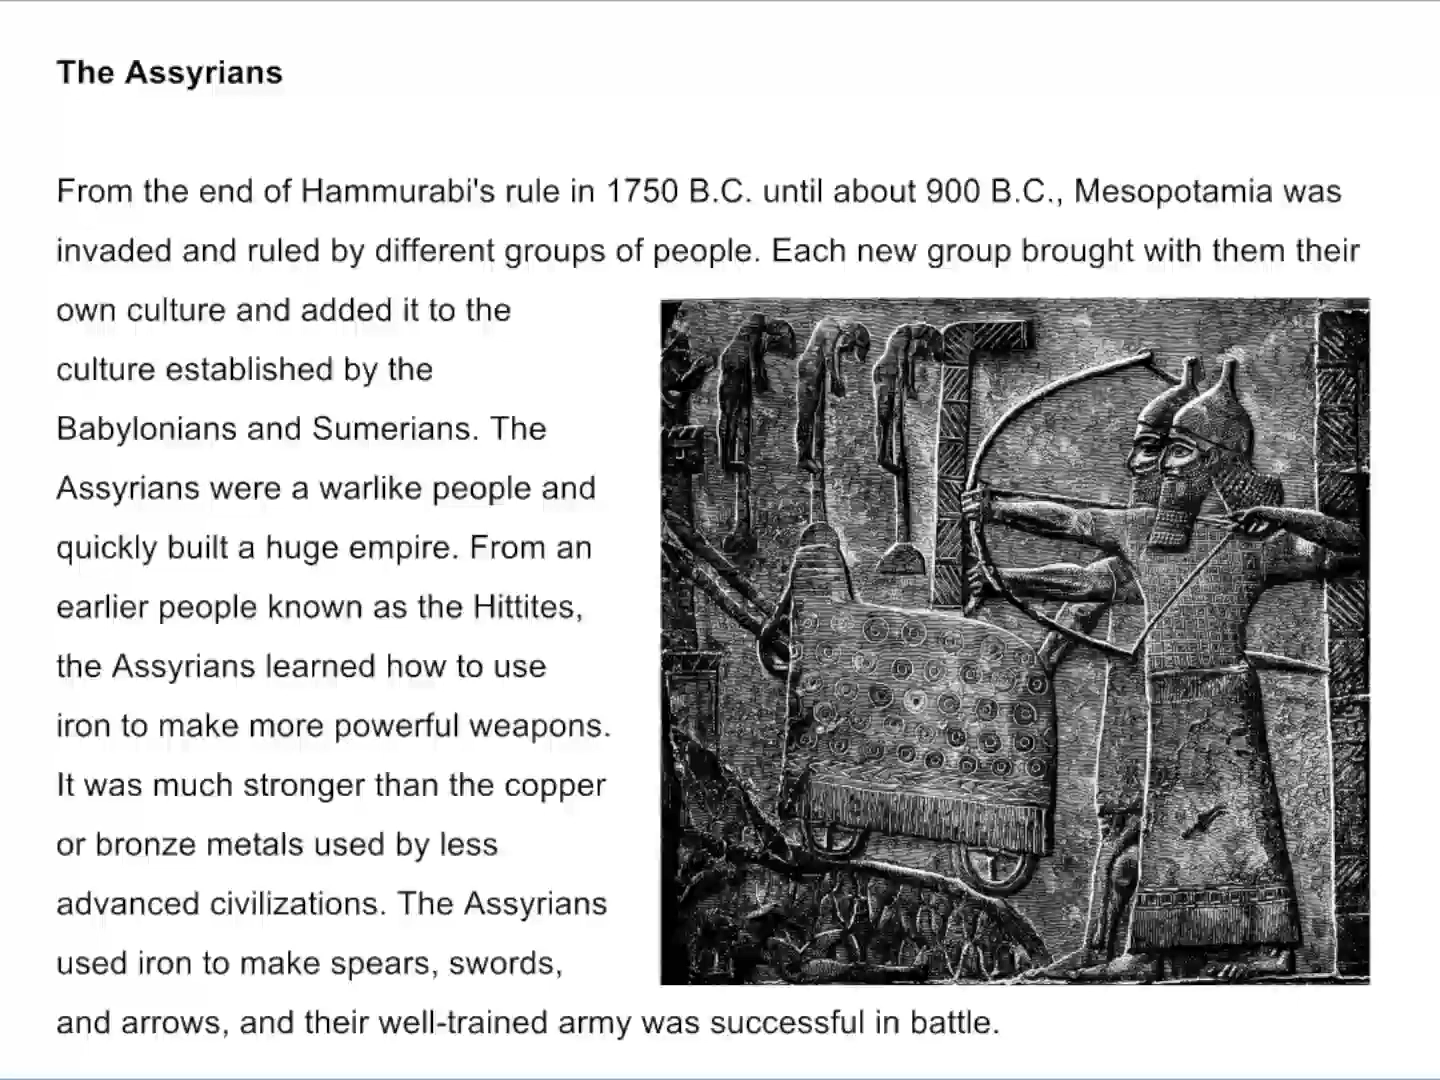 The Assyrians
From the end of Hammurabi's rule in 1750 B.C. until about 900 B.C., Mesopotamia was
invaded and ruled by different groups of people. Each new group brought with them their
own culture and added it to the
culture established by the
Babylonians and Sumerians. The
Assyrians were a warlike people and
quickly built a huge empire. From an
earlier people known as the Hittites,
the Assyrians learned how to use
iron to make more powerful weapons.
It was much stronger than the copper
or bronze metals used by less
advanced civilizations. The Assyrians
used iron to make spears, swords,
and arrows, and their well-trained army was successful in battle.